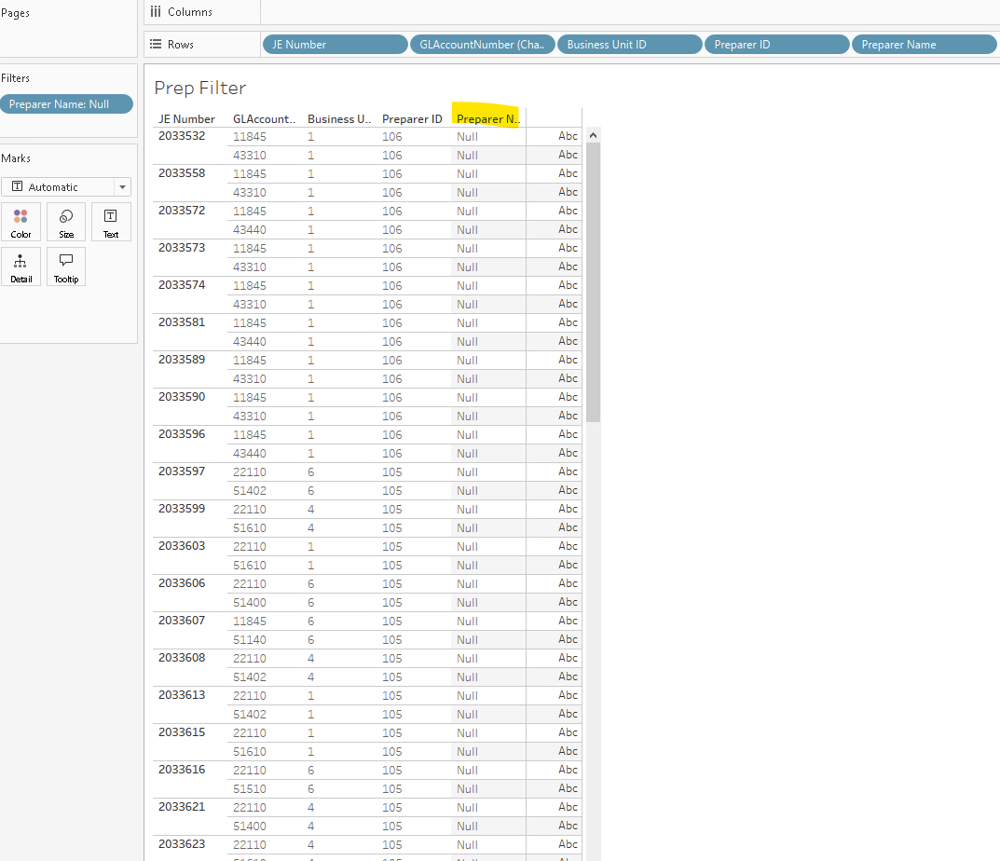 Pages
Columns
Rows
JE Number
GLAccountNumber (Cha..
Business Unit ID
Preparer ID
Preparer Name
Filters
Preparer Name: Null
Marks
Automatic
Color
Size
Text
Detail
Tooltip
Prep Filter
JE Number GLAccount.. Business U.. Preparer ID Preparer N..
2033532 11845 1 106 Null Abc
43310 1 106 Null Abc
2033558 11845 1 106 Null Abc
43310 1 106 Null Abc
2033572 11845 1 106 Null Abc
43440 1 106 Null Abc
2033573 11845 1 106 Null Abc
43310 1 106 Null Abc
2033574 11845 1 106 Null Abc
43310 1 106 Null Abc
2033581 11845 1 106 Null Abc
43440 1 106 Null Abc
2033589 11845 1 106 Null Abc
43310 1 106 Null Abc
2033590 11845 1 106 Null Abc
43310 1 106 Null Abc
2033596 11845 1 106 Null Abc
43440 1 106 Null Abc
2033597 22110 6 105 Null Abc
51402 6 105 Null Abc
2033599 22110 4 105 Null Abc
51610 4 105 Null Abc
2033603 22110 1 105 Null Abc
51610 1 105 Null Abc
2033606 22110 6 105 Null Abc
51400 6 105 Null Abc
2033607 11845 6 105 Null Abc
51140 6 105 Null Abc
2033608 22110 4 105 Null Abc
51402 4 105 Null Abc
2033613 22110 1 105 Null Abc
51402 1 105 Null Abc
2033615 22110 1 105 Null Abc
51610 1 105 Null Abc
2033616 22110 6 105 Null Abc
51510 6 105 Null Abc
2033621 22110 4 105 Null Abc
51400 4 105 Null Abc
2033623 22110 4 105 Null Abc